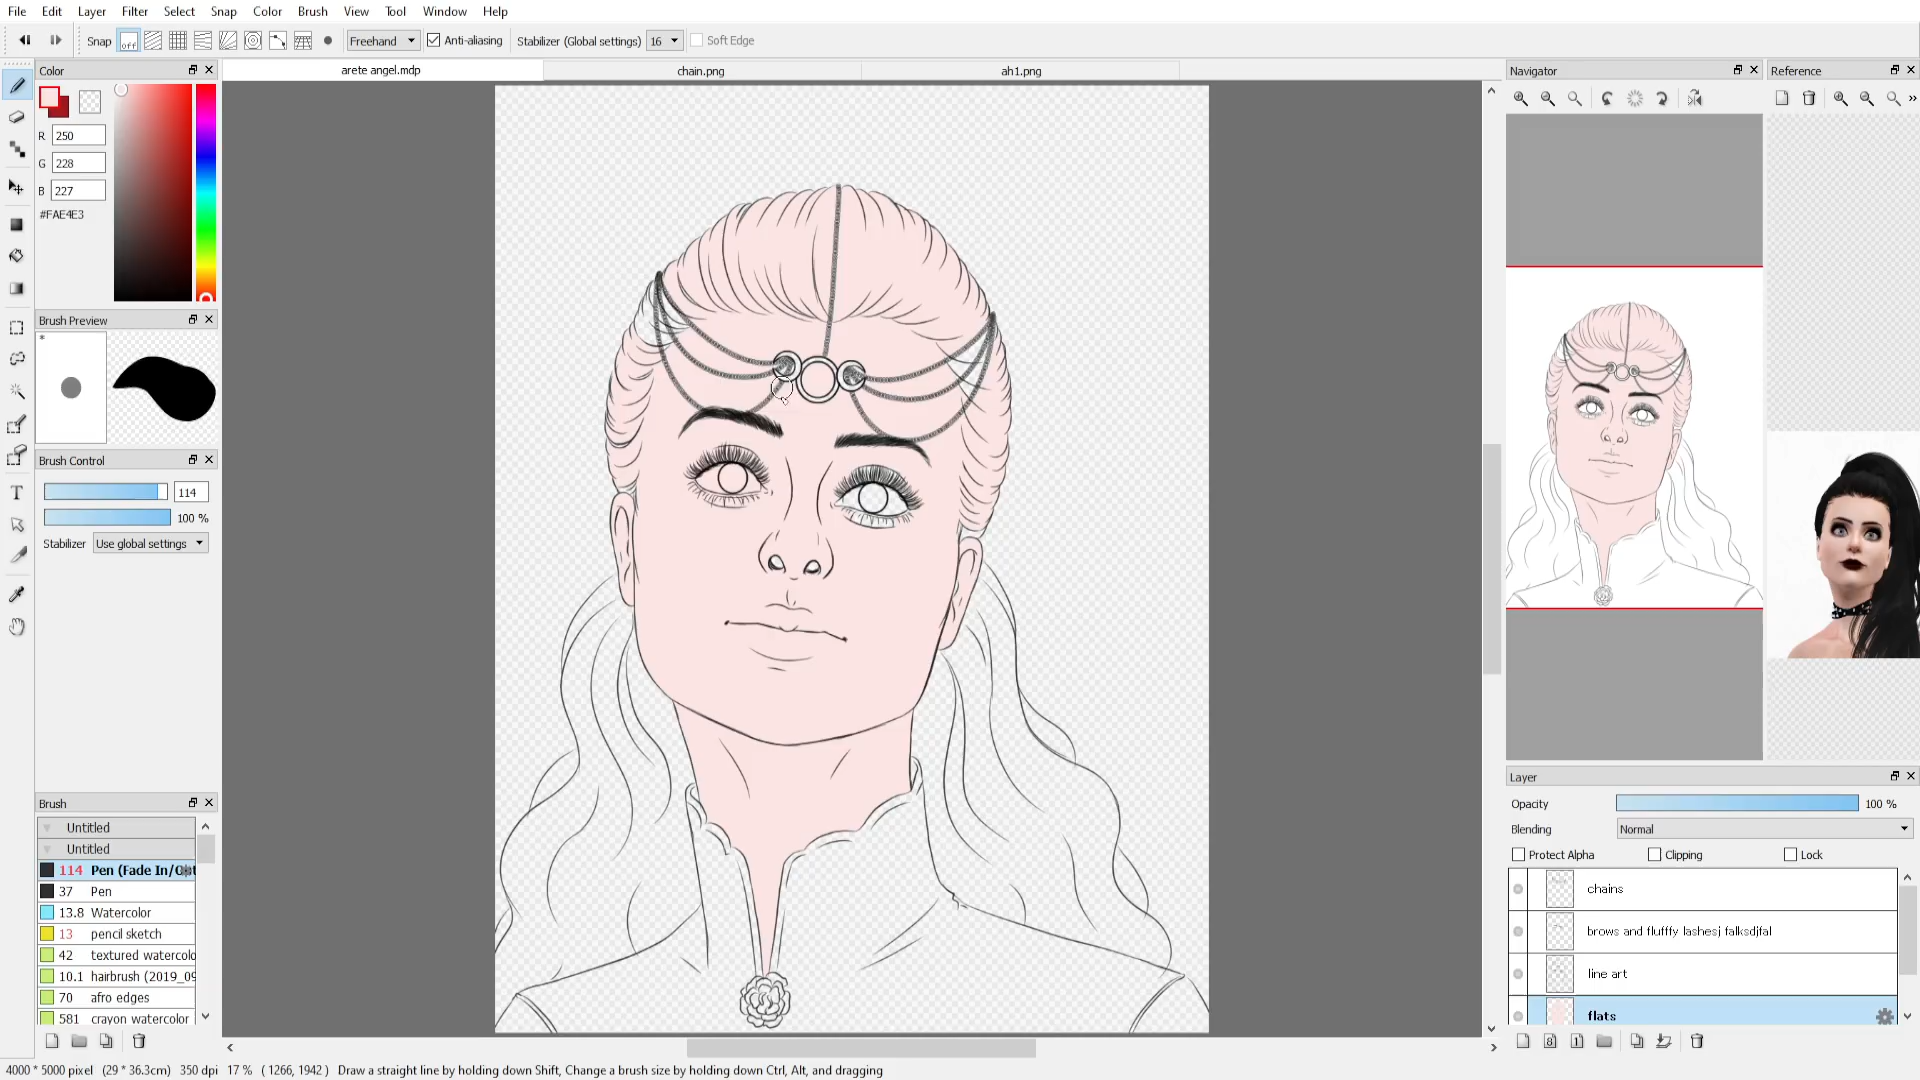 File Edit Layer Filter Select Snap Color Brush View Tool Window Help
Snap off Freehand Anti-aliasing Stabilizer (Global settings) 16 Soft Edge
arete angel.mdp chain.png ah1.png
Color
R 250
G 228
B 227
#FAE4E3
Brush Preview
*
Brush Control
114
100 %
Stabilizer Use global settings
Brush
Untitled
Untitled
114 Pen (Fade In/Out
37 Pen
13.8 Watercolor
13 pencil sketch
42 textured watercolo
10.1 hairbrush (2019_09
70 afro edges
581 crayon watercolor
Navigator
Reference
»
Layer
Opacity 100 %
Blending Normal
Protect Alpha Clipping Lock
chains
brows and flufffy lashesj falksdjfal
line art
flats
8 1
T
4000 * 5000 pixel (29 * 36.3cm) 350 dpi 17 % ( 1266, 1942 ) Draw a straight line by holding down Shift, Change a brush size by holding down Ctrl, Alt, and dragging